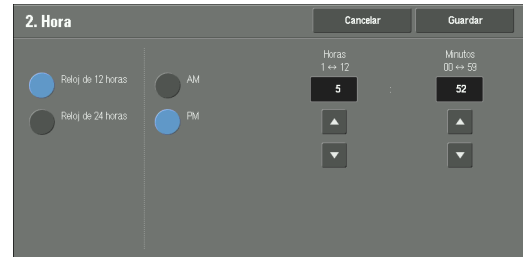 2. Hora
Cancelar
Guardar
Reloj de 12 horas
Reloj de 24 horas
AM
PM
Horas
1 ↔ 12
Minutos
00 ↔ 59
5 : 52